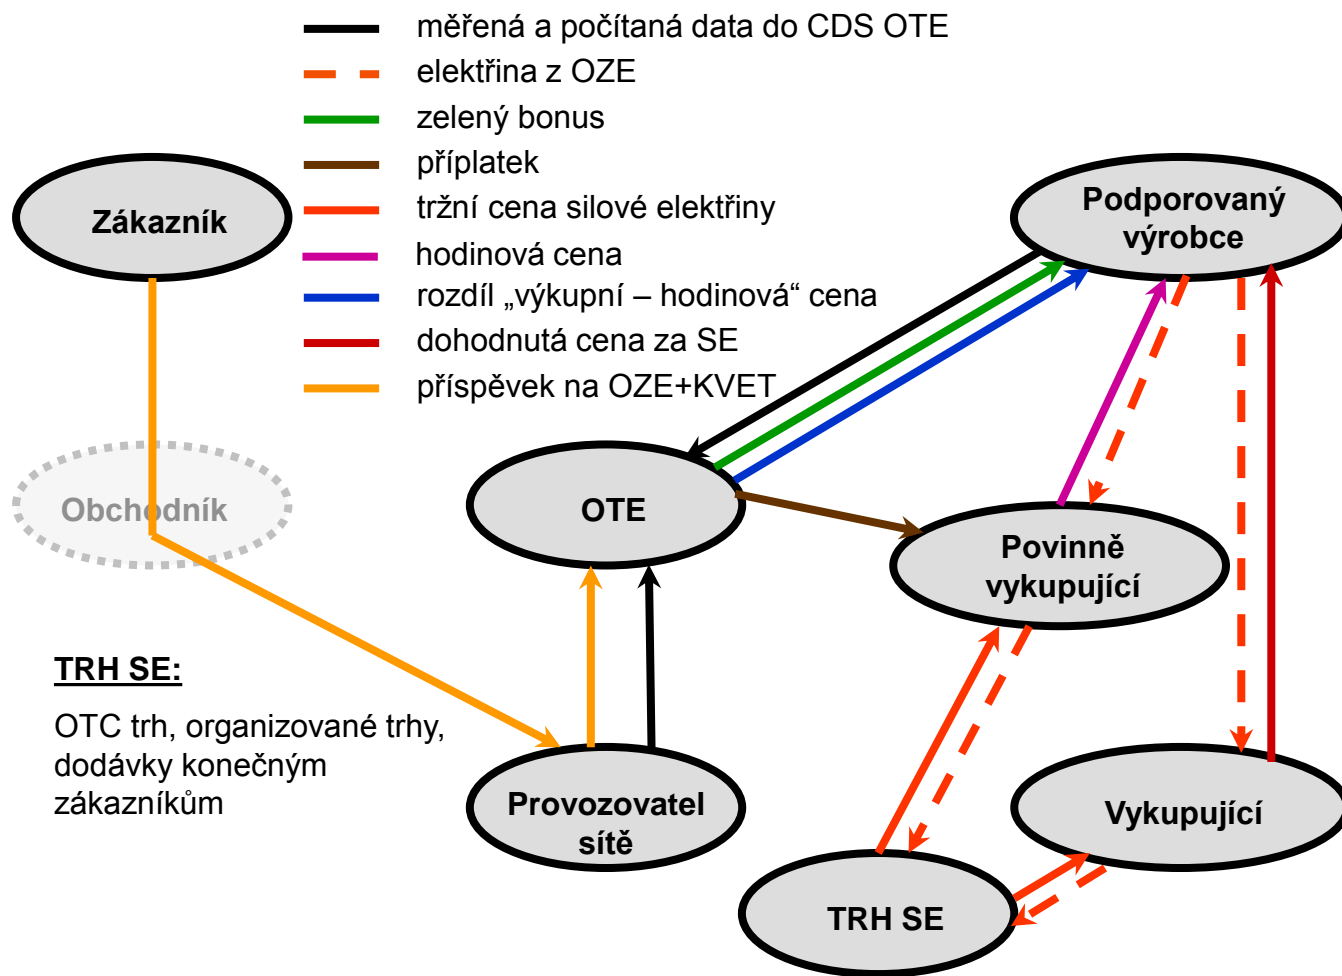 měřená a počítaná data do CDS OTE
elektřina z OZE
zelený bonus
příplatek
tržní cena silové elektřiny
hodinová cena
rozdíl „výkupní – hodinová“ cena
dohodnutá cena za SE
příspěvek na OZE+KVET
Zákazník
Podporovaný
výrobce
Obchodník
OTE
Povinně
vykupující
TRH SE:
OTC trh, organizované trhy,
dodávky konečným
zákazníkům
Provozovatel
sítě
Vykupující
TRH SE